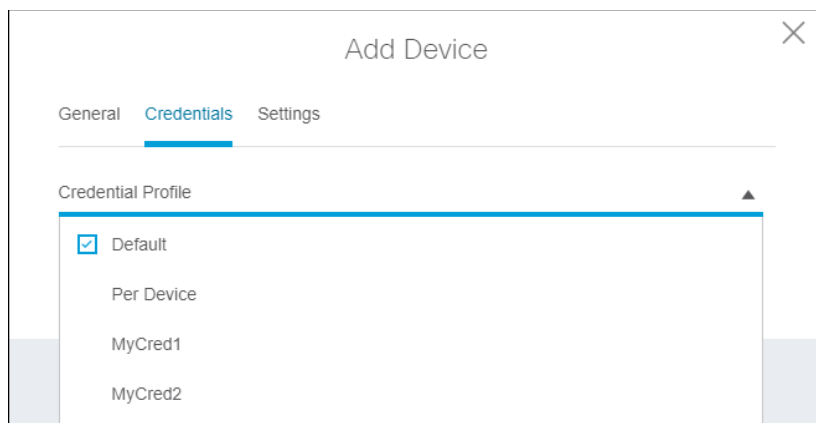 Add Device
General Credentials Settings
Credential Profile
Default
Per Device
MyCred1
MyCred2